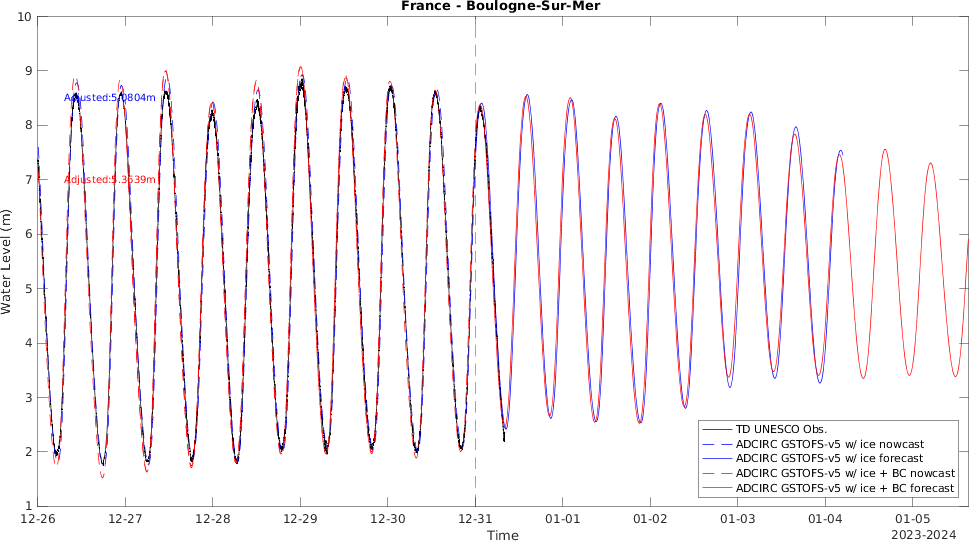 France - Boulogne-Sur-Mer
10
9
8
7
6
5
4
3
2
1
Water Level (m)
Adjusted:5.0804m
Adjusted:5.3539m
12-26
12-27
12-28
12-29
12-30
12-31
01-01
01-02
01-03
01-04
01-05
Time
2023-2024
TD UNESCO Obs.
ADCIRC GSTOFS-v5 w/ ice nowcast
ADCIRC GSTOFS-v5 w/ ice forecast
ADCIRC GSTOFS-v5 w/ ice + BC nowcast
ADCIRC GSTOFS-v5 w/ ice + BC forecast